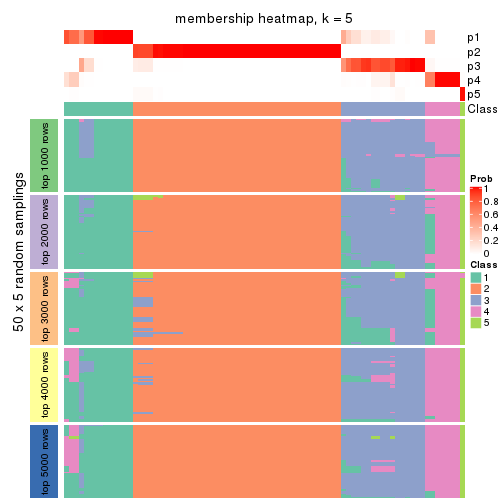 membership heatmap, k = 5
p1
p2
p3
p4
p5
Class
50 x 5 random samplings
top 1000 rows
top 2000 rows
top 3000 rows
top 4000 rows
top 5000 rows
Prob
1
0.8
0.6
0.4
0.2
0
Class
1
2
3
4
5